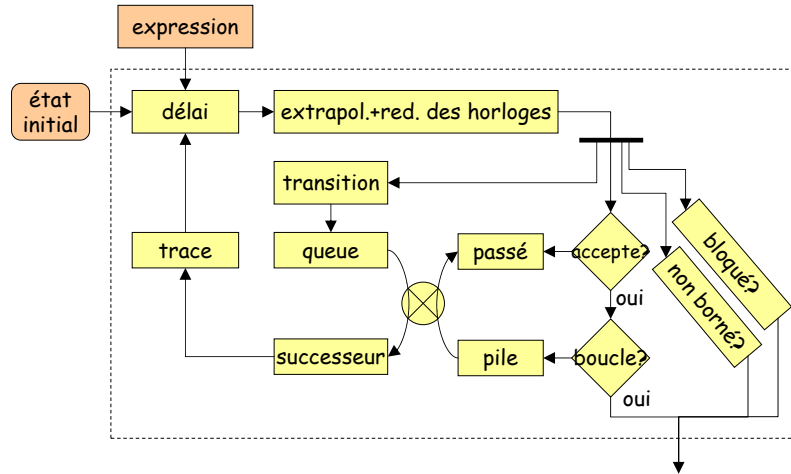 expression
état
initial
délai
extrapol.+red. des horloges
transition
trace
queue
passé
accepte?
bloqué?
non borné?
oui
successeur
pile
boucle?
oui